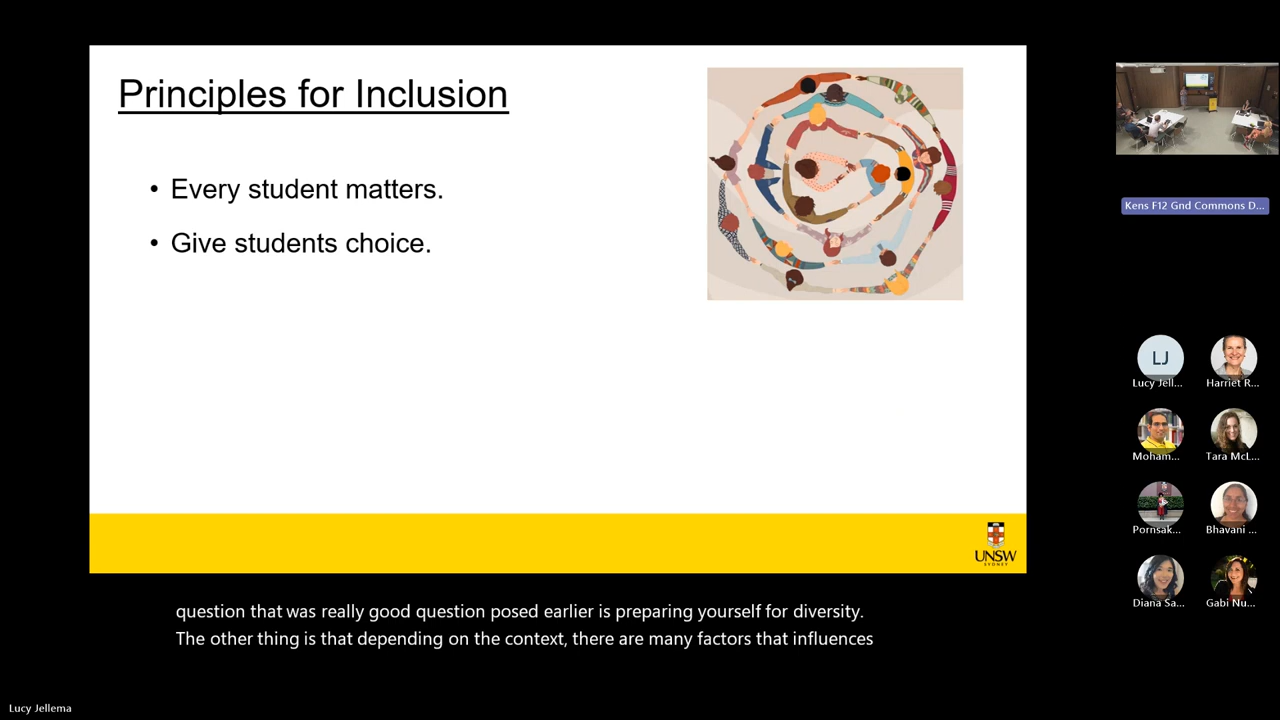 Principles for Inclusion
• Every student matters.
• Give students choice.
UNSW
SYDNEY
Kens F12 Gnd Commons D...
LJ
Lucy Jell...
Harriet R...
Moham...
Tara McL...
Pornsak...
Bhavani ...
Diana Sa...
Gabi Nu...
question that was really good question posed earlier is preparing yourself for diversity.
The other thing is that depending on the context, there are many factors that influences
Lucy Jellema